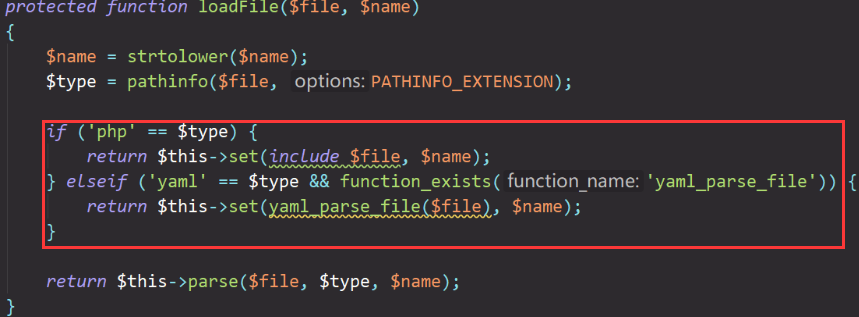 protected function loadFile($file, $name)
{
    $name = strtolower($name);
    $type = pathinfo($file, options: PATHINFO_EXTENSION);
    if ('php' == $type) {
        return $this->set(include $file, $name);
    } elseif ('yaml' == $type && function_exists( function_name: 'yaml_parse_file')) {
        return $this->set(yaml_parse_file($file), $name);
    }
    return $this->parse($file, $type, $name);
}